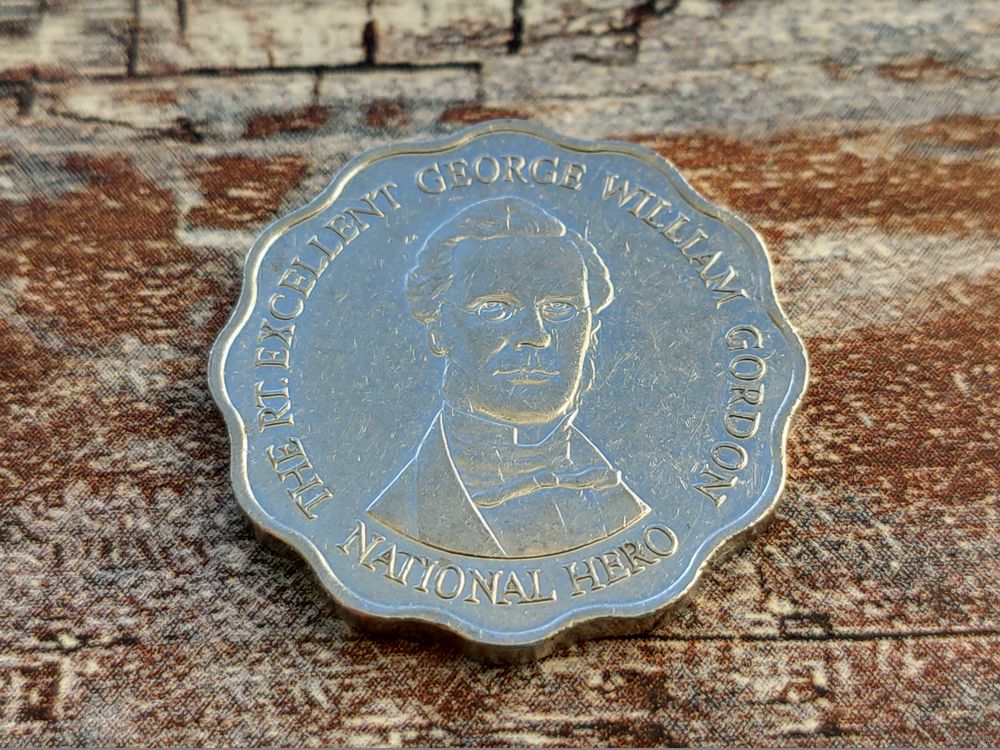 THE RT. EXCELLENT GEORGE WILLIAM GORDON
NATIONAL HERO